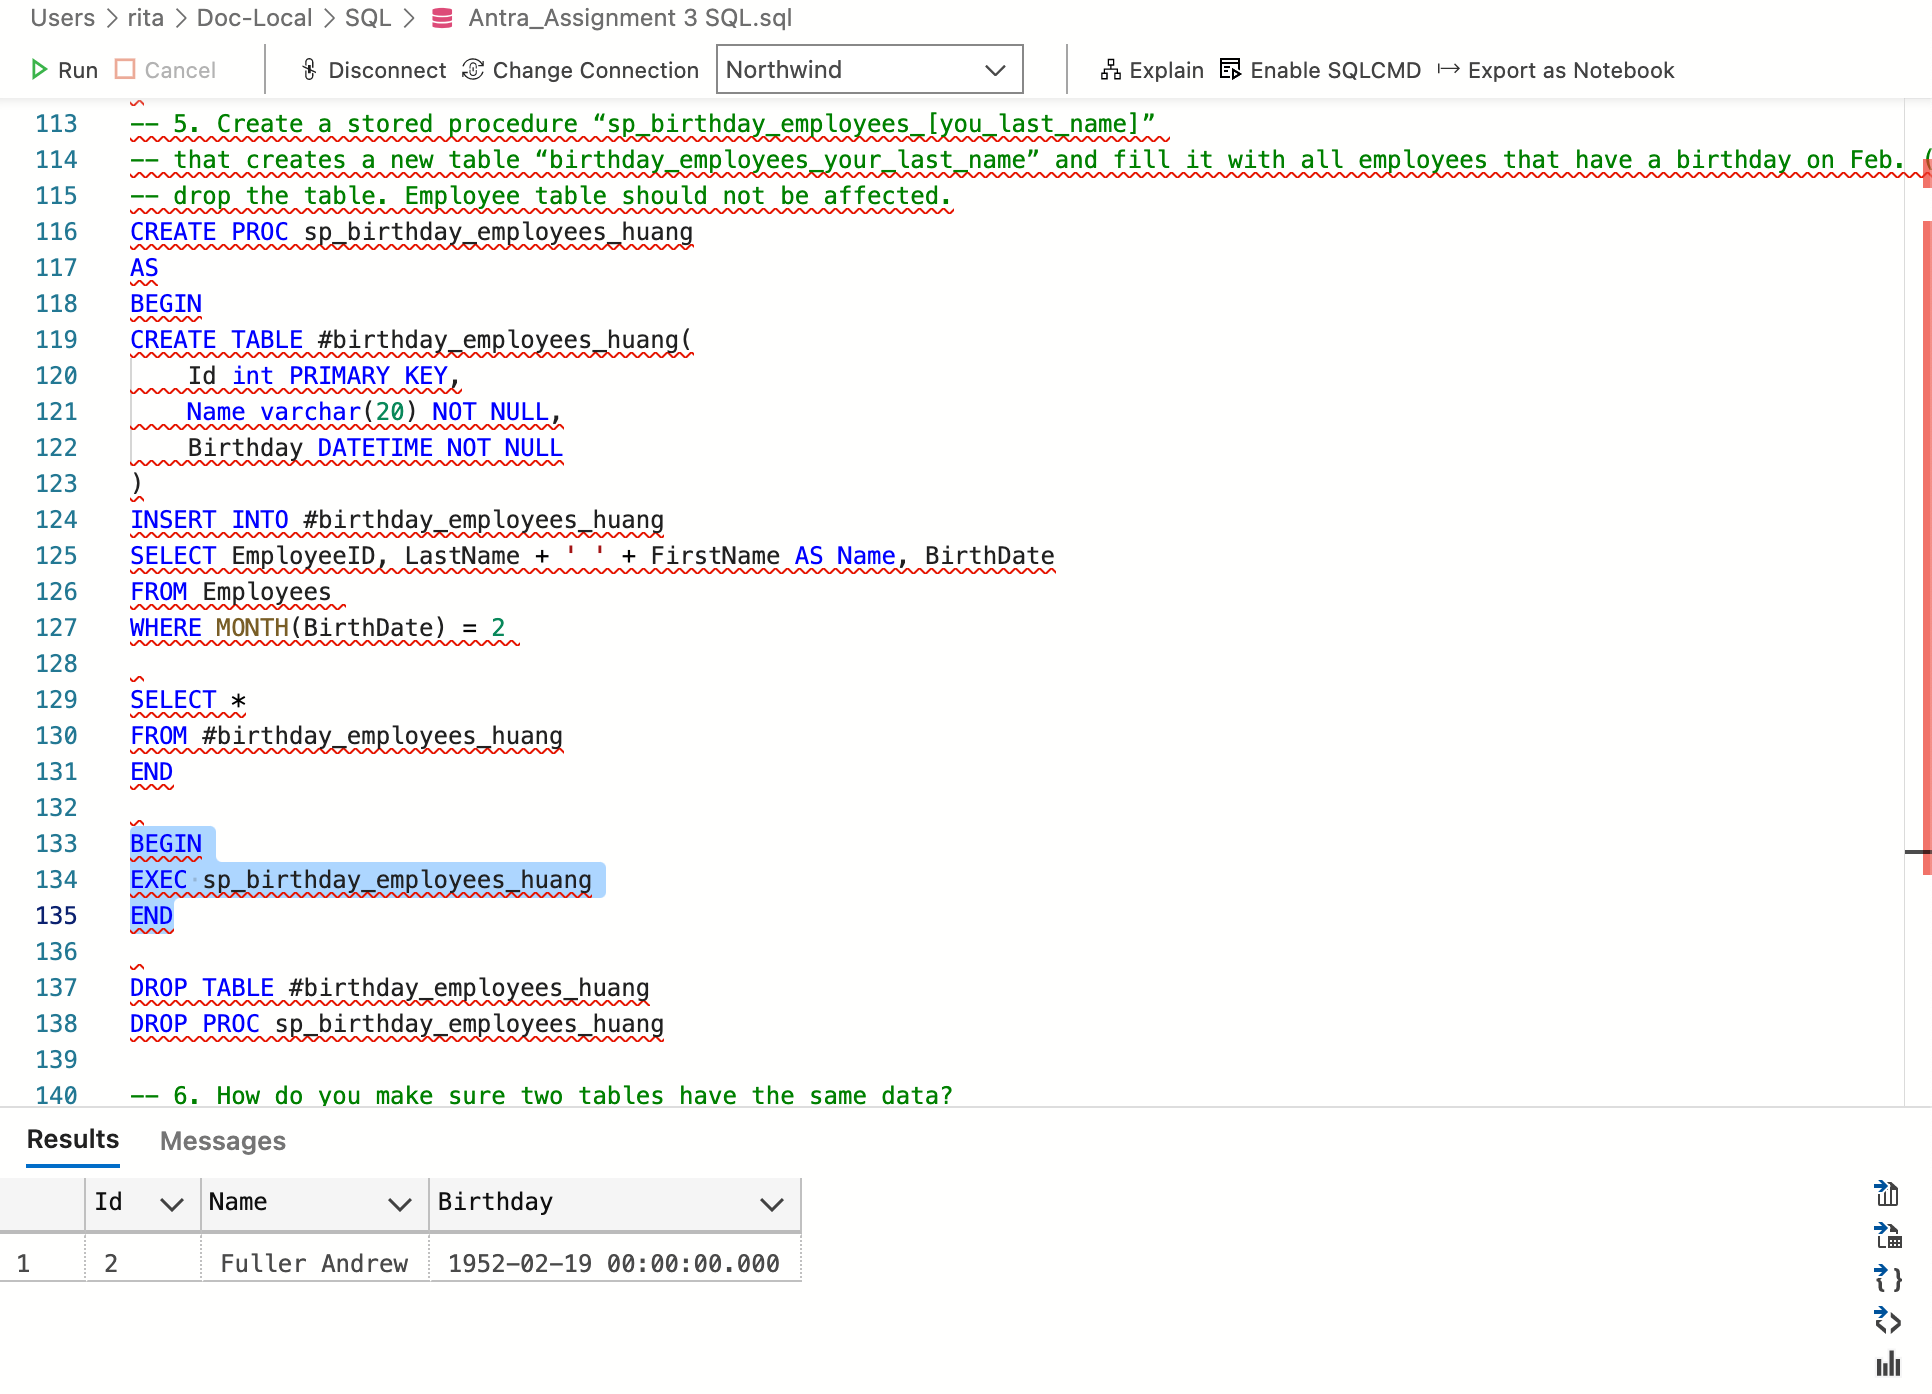 Users > rita > Doc-Local > SQL > Antra_Assignment 3 SQL.sql
Run Cancel Disconnect Change Connection Northwind Explain Enable SQLCMD Export as Notebook
113 -- 5. Create a stored procedure “sp_birthday_employees_[you_last_name]”
114 -- that creates a new table “birthday_employees_your_last_name” and fill it with all employees that have a birthday on Feb. (
115 -- drop the table. Employee table should not be affected.
116 CREATE PROC sp_birthday_employees_huang
117 AS
118 BEGIN
119 CREATE TABLE #birthday_employees_huang(
120 Id int PRIMARY KEY,
121 Name varchar(20) NOT NULL,
122 Birthday DATETIME NOT NULL
123 )
124 INSERT INTO #birthday_employees_huang
125 SELECT EmployeeID, LastName + ' ' + FirstName AS Name, BirthDate
126 FROM Employees
127 WHERE MONTH(BirthDate) = 2
128
129 SELECT *
130 FROM #birthday_employees_huang
131 END
132
133 BEGIN
134 EXEC sp_birthday_employees_huang
135 END
136
137 DROP TABLE #birthday_employees_huang
138 DROP PROC sp_birthday_employees_huang
139
140 -- 6. How do you make sure two tables have the same data?
Results Messages
Id Name Birthday
1 2 Fuller Andrew 1952-02-19 00:00:00.000